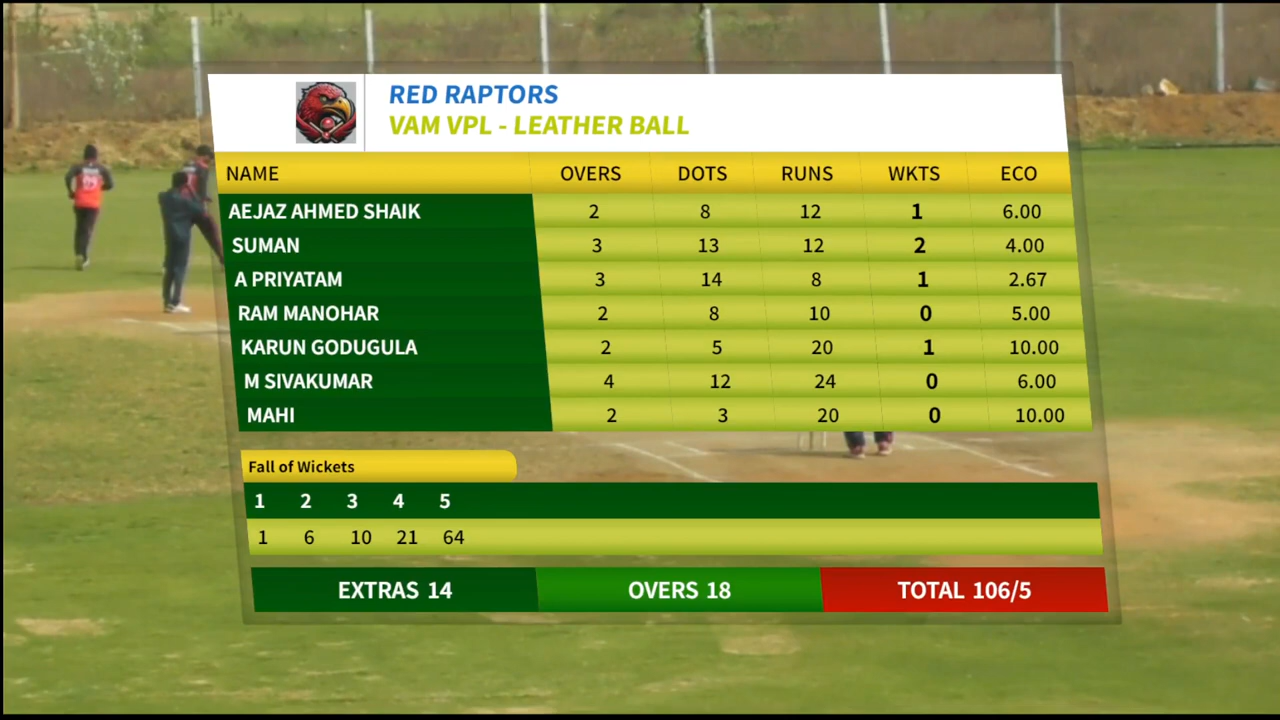 RED RAPTORS
VAM VPL - LEATHER BALL
NAME OVERS DOTS RUNS WKTS ECO
AEJAZ AHMED SHAIK 2 8 12 1 6.00
SUMAN 3 13 12 2 4.00
A PRIYATAM 3 14 8 1 2.67
RAM MANOHAR 2 8 10 0 5.00
KARUN GODUGULA 2 5 20 1 10.00
M SIVAKUMAR 4 12 24 0 6.00
MAHI 2 3 20 0 10.00
Fall of Wickets
1 2 3 4 5
1 6 10 21 64
EXTRAS 14 OVERS 18 TOTAL 106/5